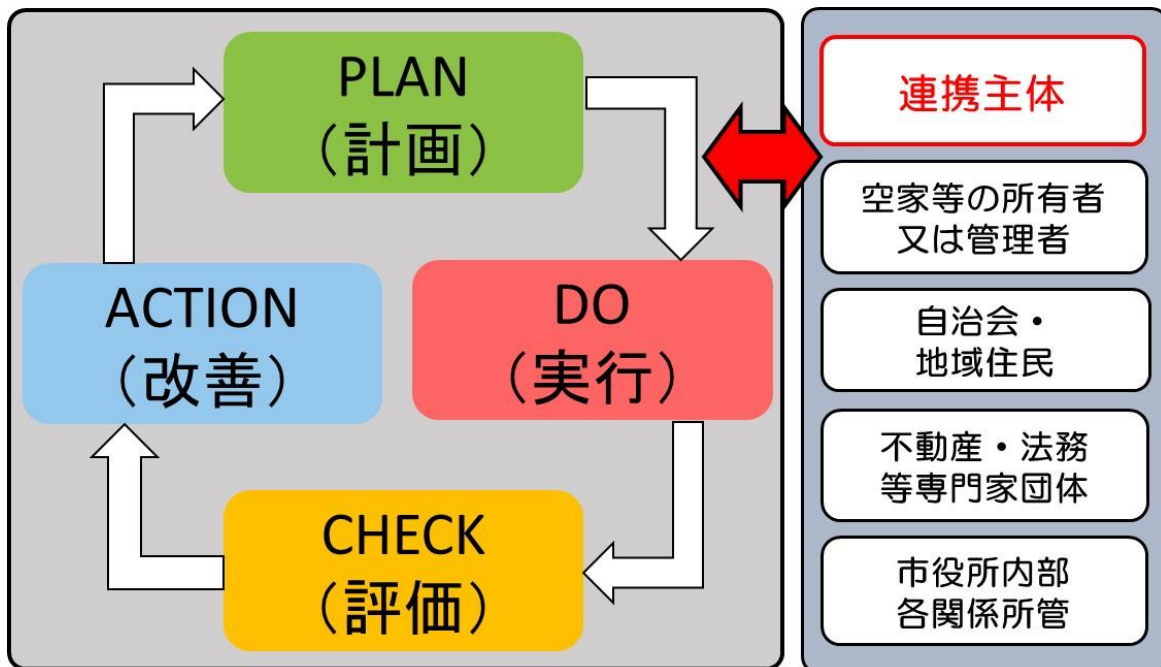 PLAN
（計画）
DO
（実行）
CHECK
（評価）
ACTION
（改善）
連携主体
空家等の所有者
又は管理者
自治会・
地域住民
不動産・法務
等専門家団体
市役所内部
各関係所管